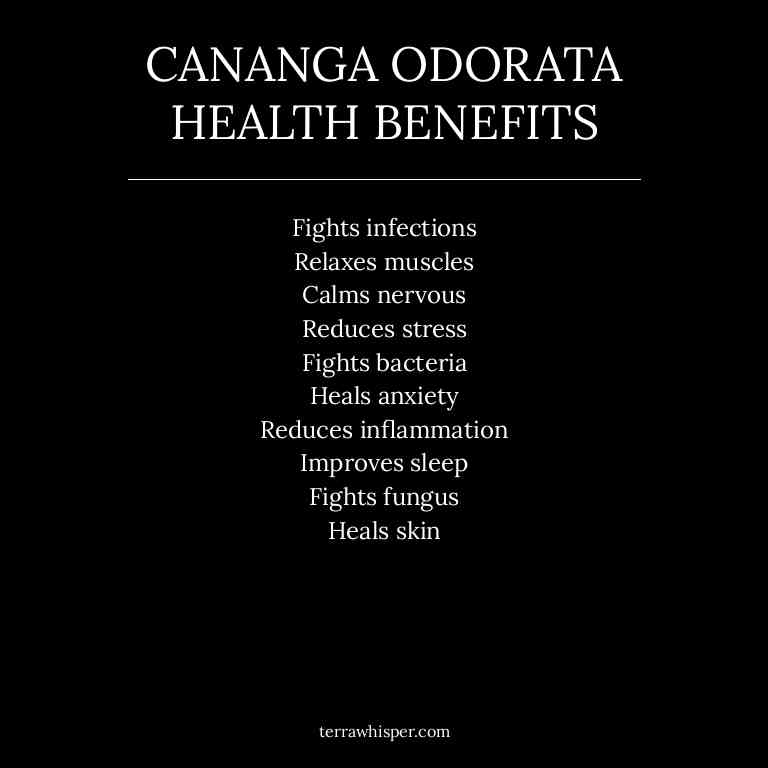 CANANGA ODORATA
HEALTH BENEFITS
Fights infections
Relaxes muscles
Calms nervous
Reduces stress
Fights bacteria
Heals anxiety
Reduces inflammation
Improves sleep
Fights fungus
Heals skin
terrawhisper.com